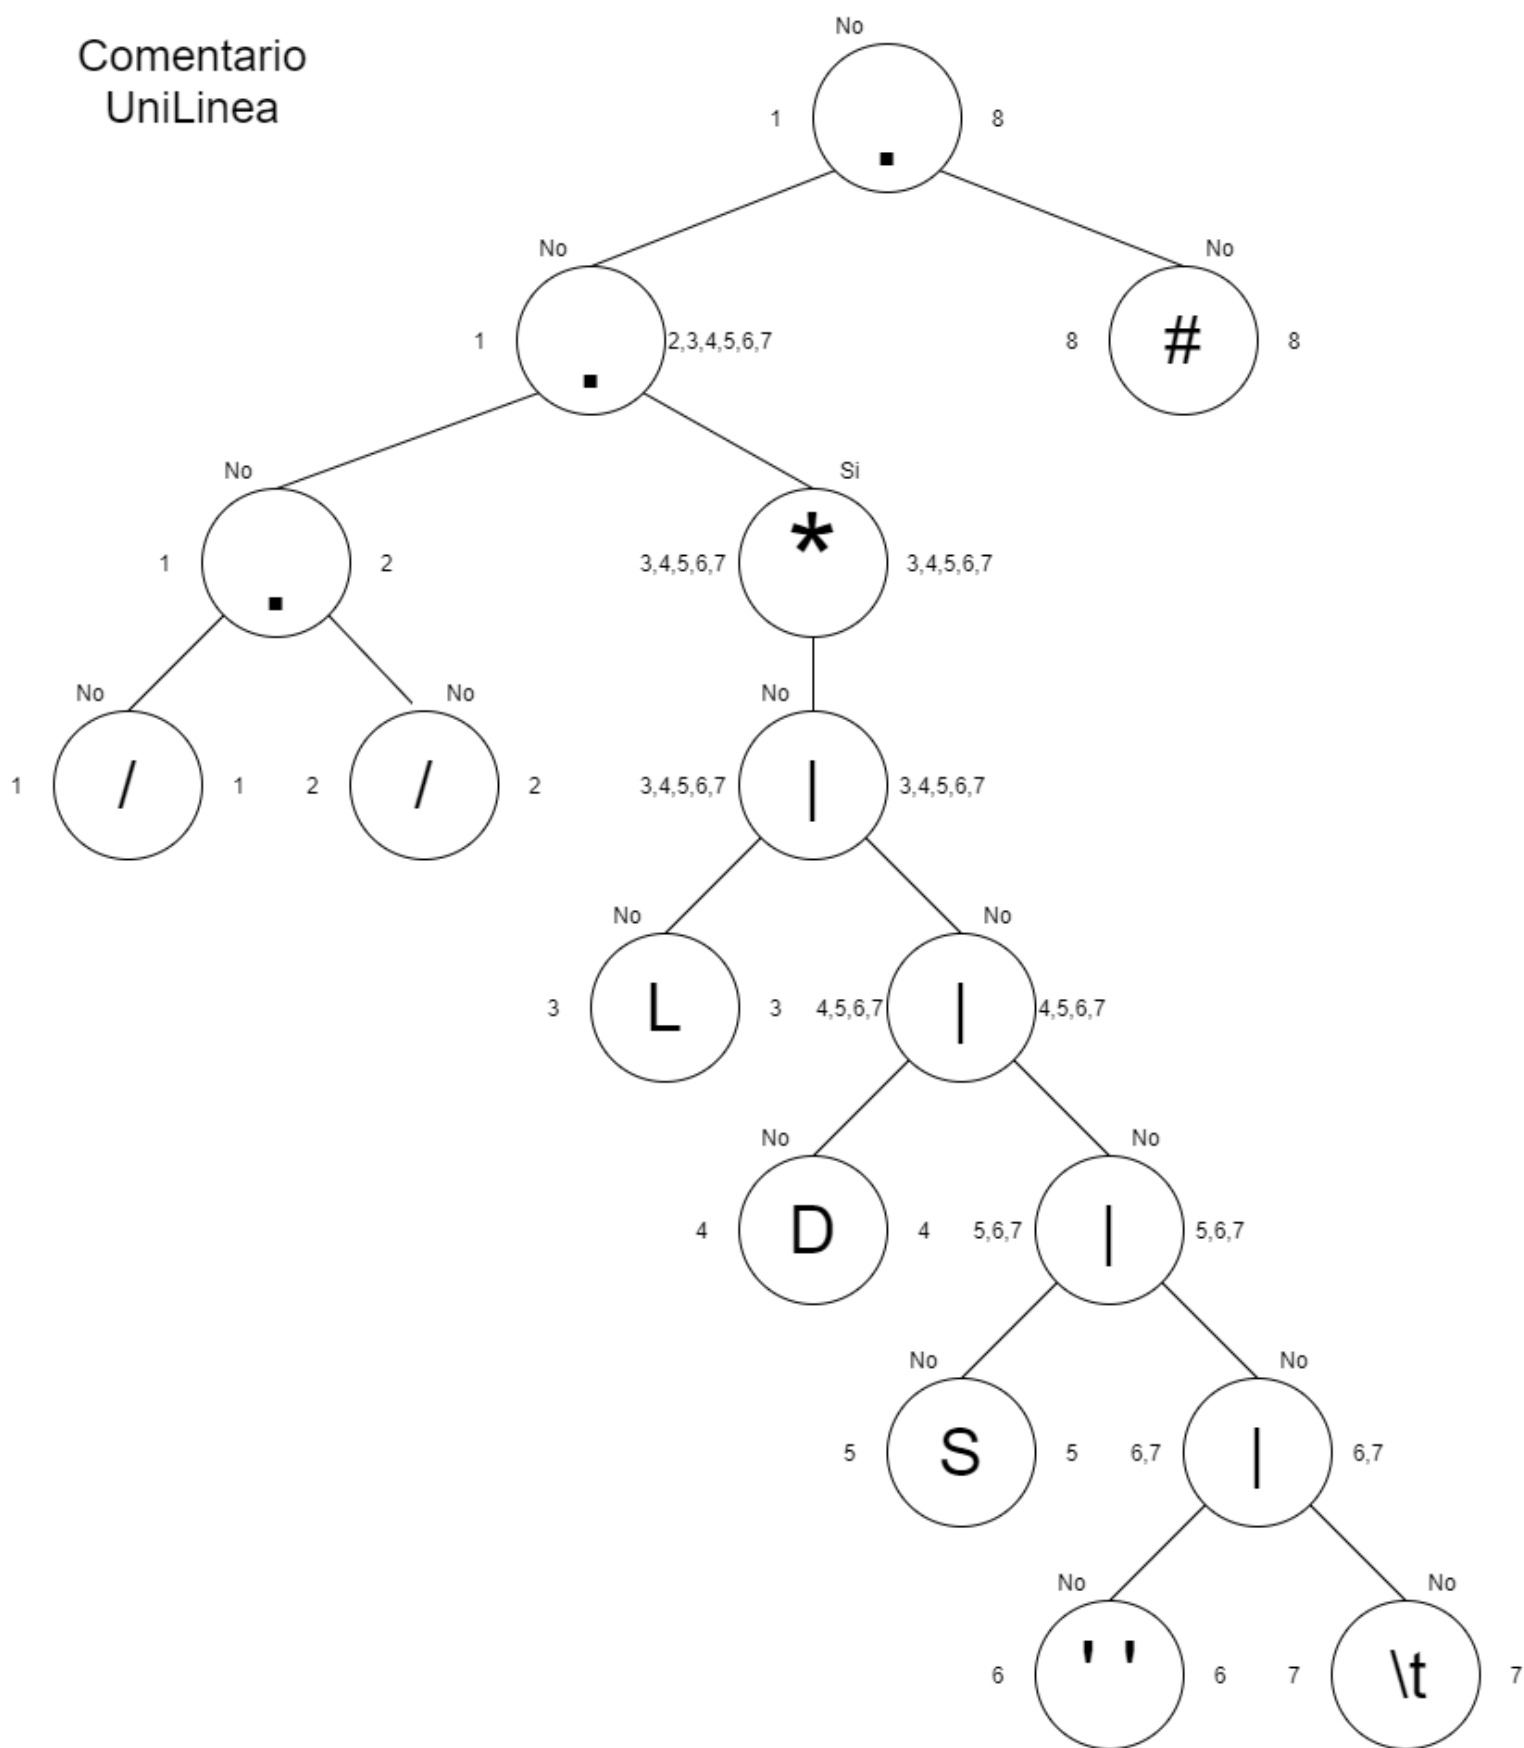 No
Comentario
UniLinea
1 . 8
No No
1 . 2,3,4,5,6,7 8 # 8
No Si
1 . 2 3,4,5,6,7 * 3,4,5,6,7
No No No
1 / 1 2 / 2 3,4,5,6,7 | 3,4,5,6,7
No No
3 L 3 4,5,6,7 | 4,5,6,7
No No
4 D 4 5,6,7 | 5,6,7
No No
5 S 5 6,7 | 6,7
No No
6 ' ' 6 7 \t 7